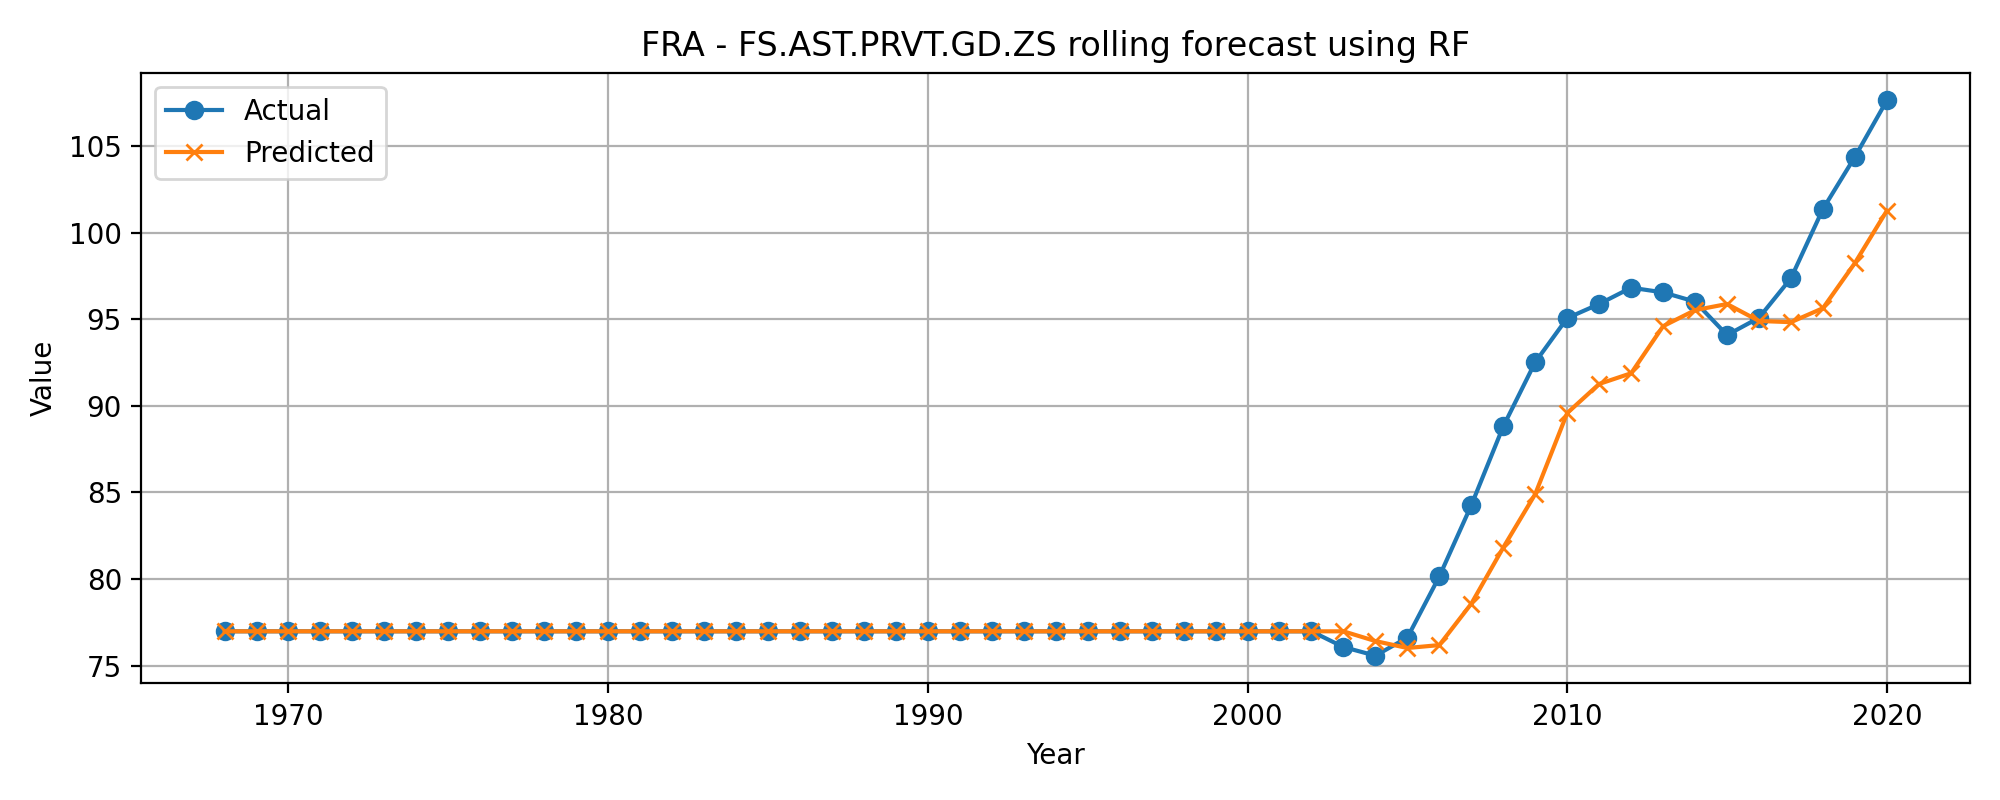 FRA - FS.AST.PRVT.GD.ZS rolling forecast using RF
Actual
Predicted
105
100
95
90
85
80
75
Value
1970 1980 1990 2000 2010 2020
Year